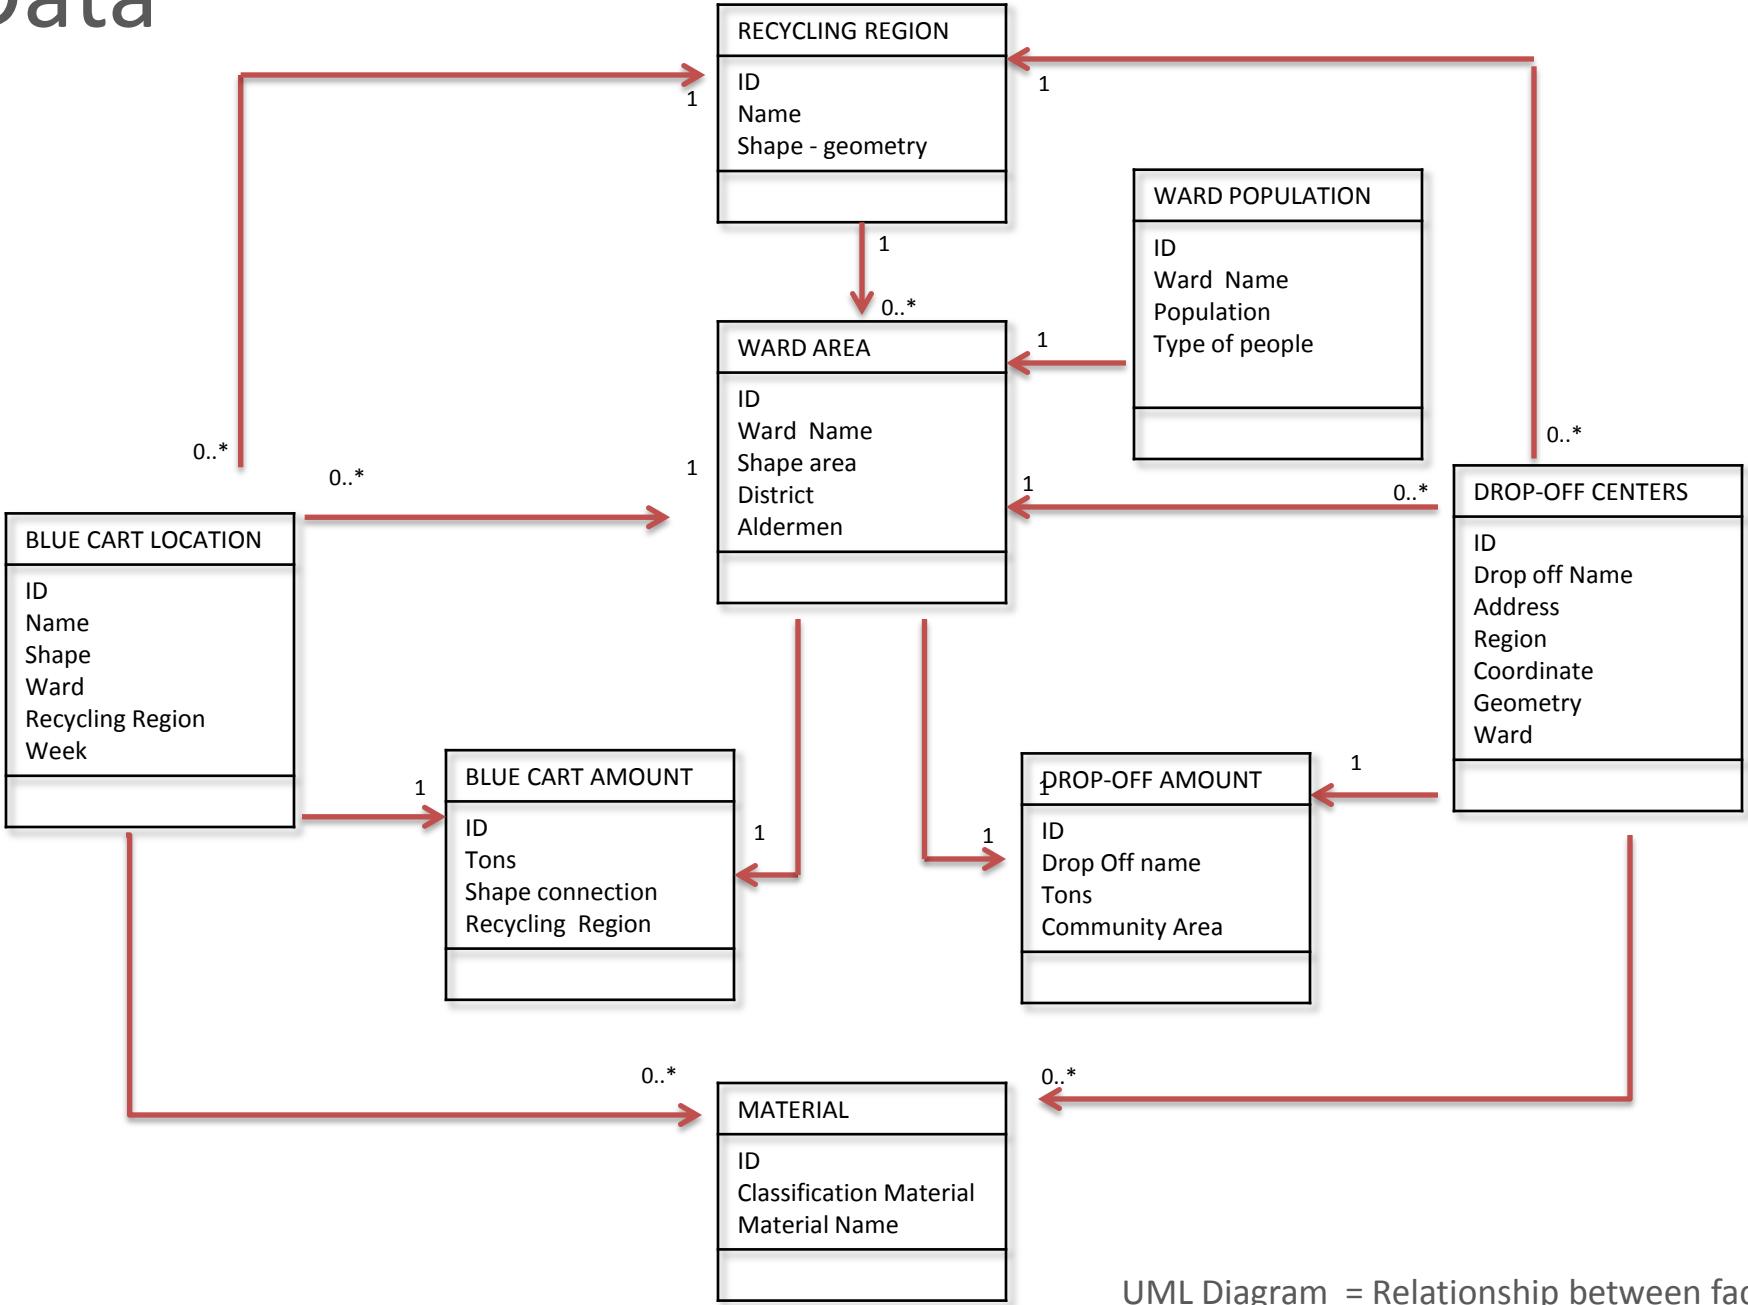 Data
RECYCLING REGION
ID
Name
Shape - geometry
1
1
1
0..*
WARD POPULATION
ID
Ward Name
Population
Type of people
WARD AREA
ID
Ward Name
Shape area
District
Aldermen
1
1
1
0..*
0..*
0..*
0..*
BLUE CART LOCATION
ID
Name
Shape
Ward
Recycling Region
Week
DROP-OFF CENTERS
ID
Drop off Name
Address
Region
Coordinate
Geometry
Ward
1
BLUE CART AMOUNT
ID
Tons
Shape connection
Recycling Region
1
1
DROP-OFF AMOUNT
1
ID
Drop Off name
Tons
Community Area
1
0..*
0..*
MATERIAL
ID
Classification Material
Material Name
UML Diagram = Relationship between